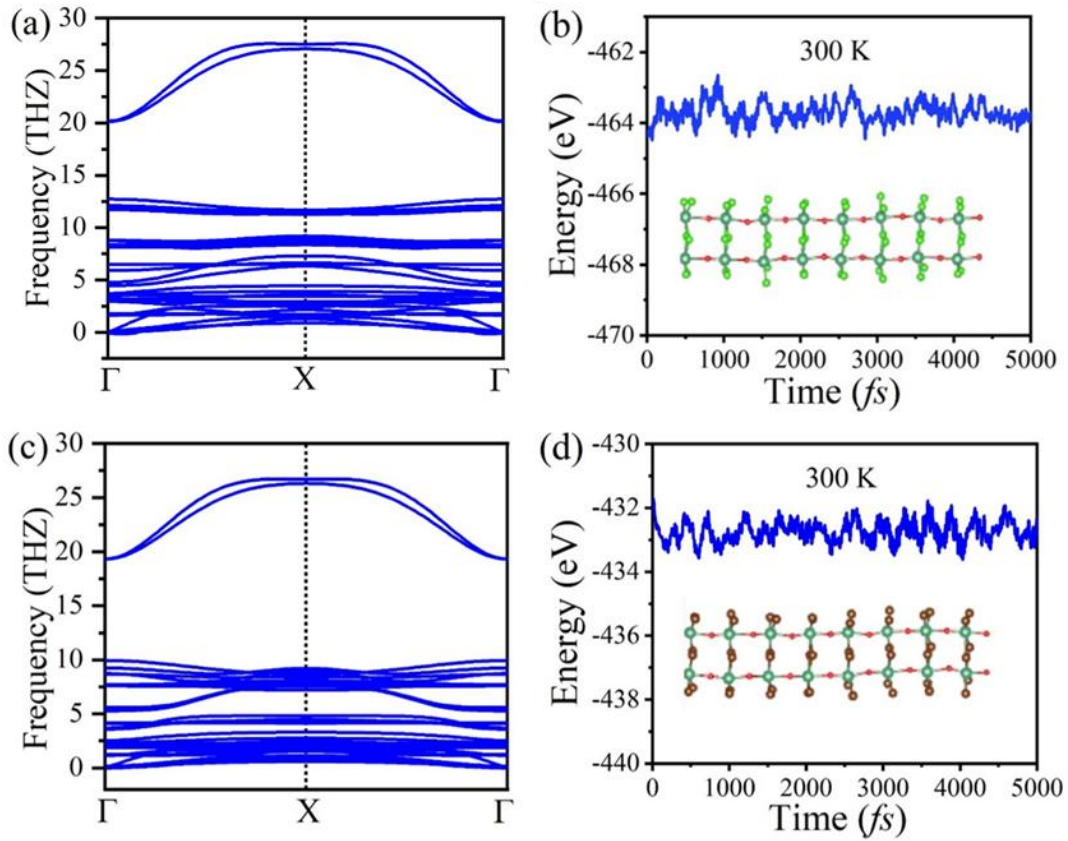 (a)
30
25
20
15
10
5
0
Frequency (THZ)
Γ
X
Γ
(b)
300 K
-462
-464
-466
-468
-470
Energy (eV)
0
1000
2000
3000
4000
5000
Time (fs)
(c)
30
25
20
15
10
5
0
Frequency (THZ)
Γ
X
Γ
(d)
300 K
-430
-432
-434
-436
-438
-440
Energy (eV)
0
1000
2000
3000
4000
5000
Time (fs)